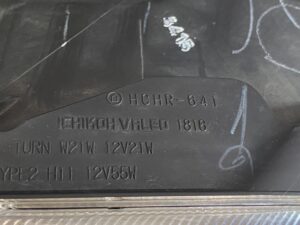 5415
HCHR-641
ICHIKOH VALEO 1816
TURN W21W 12V21W
TYPE2 H11 12V55W